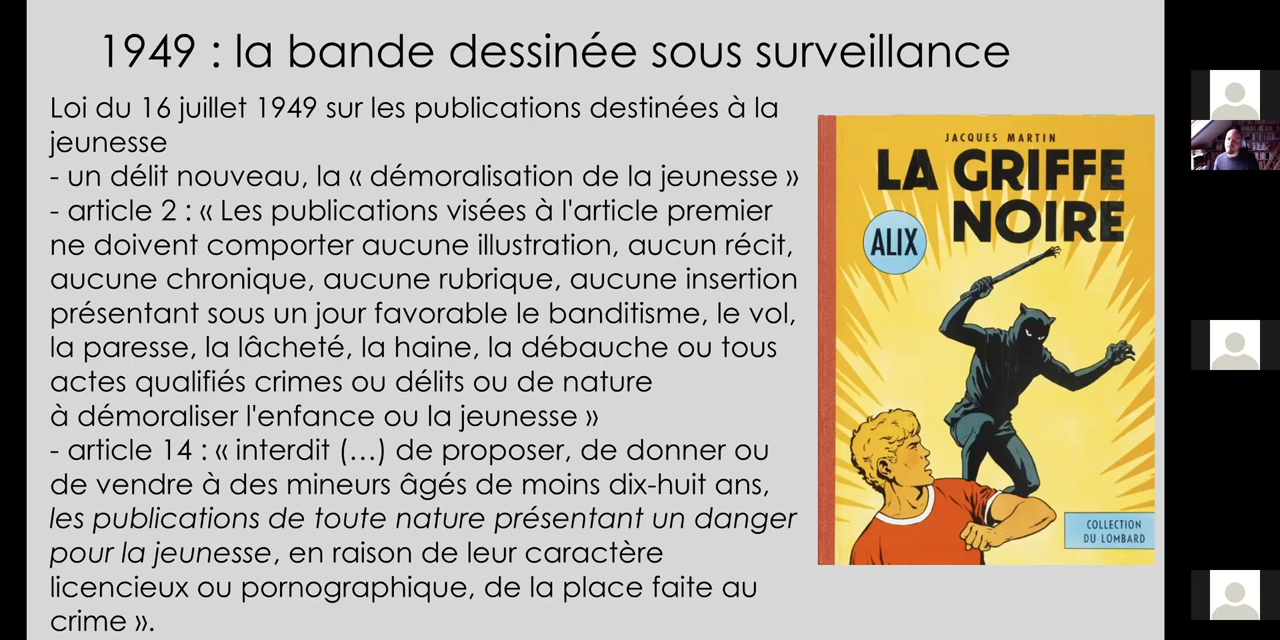 1949 : la bande dessinée sous surveillance
Loi du 16 juillet 1949 sur les publications destinées à la
jeunesse
- un délit nouveau, la « démoralisation de la jeunesse »
- article 2 : « Les publications visées à l'article premier
ne doivent comporter aucune illustration, aucun récit,
aucune chronique, aucune rubrique, aucune insertion
présentant sous un jour favorable le banditisme, le vol,
la paresse, la lâcheté, la haine, la débauche ou tous
actes qualifiés crimes ou délits ou de nature
à démoraliser l'enfance ou la jeunesse »
- article 14 : « interdit (...) de proposer, de donner ou
de vendre à des mineurs âgés de moins dix-huit ans,
les publications de toute nature présentant un danger
pour la jeunesse, en raison de leur caractère
licencieux ou pornographique, de la place faite au
crime ».
JACQUES MARTIN
LA GRIFFE
NOIRE
ALIX
COLLECTION
DU LOMBARD